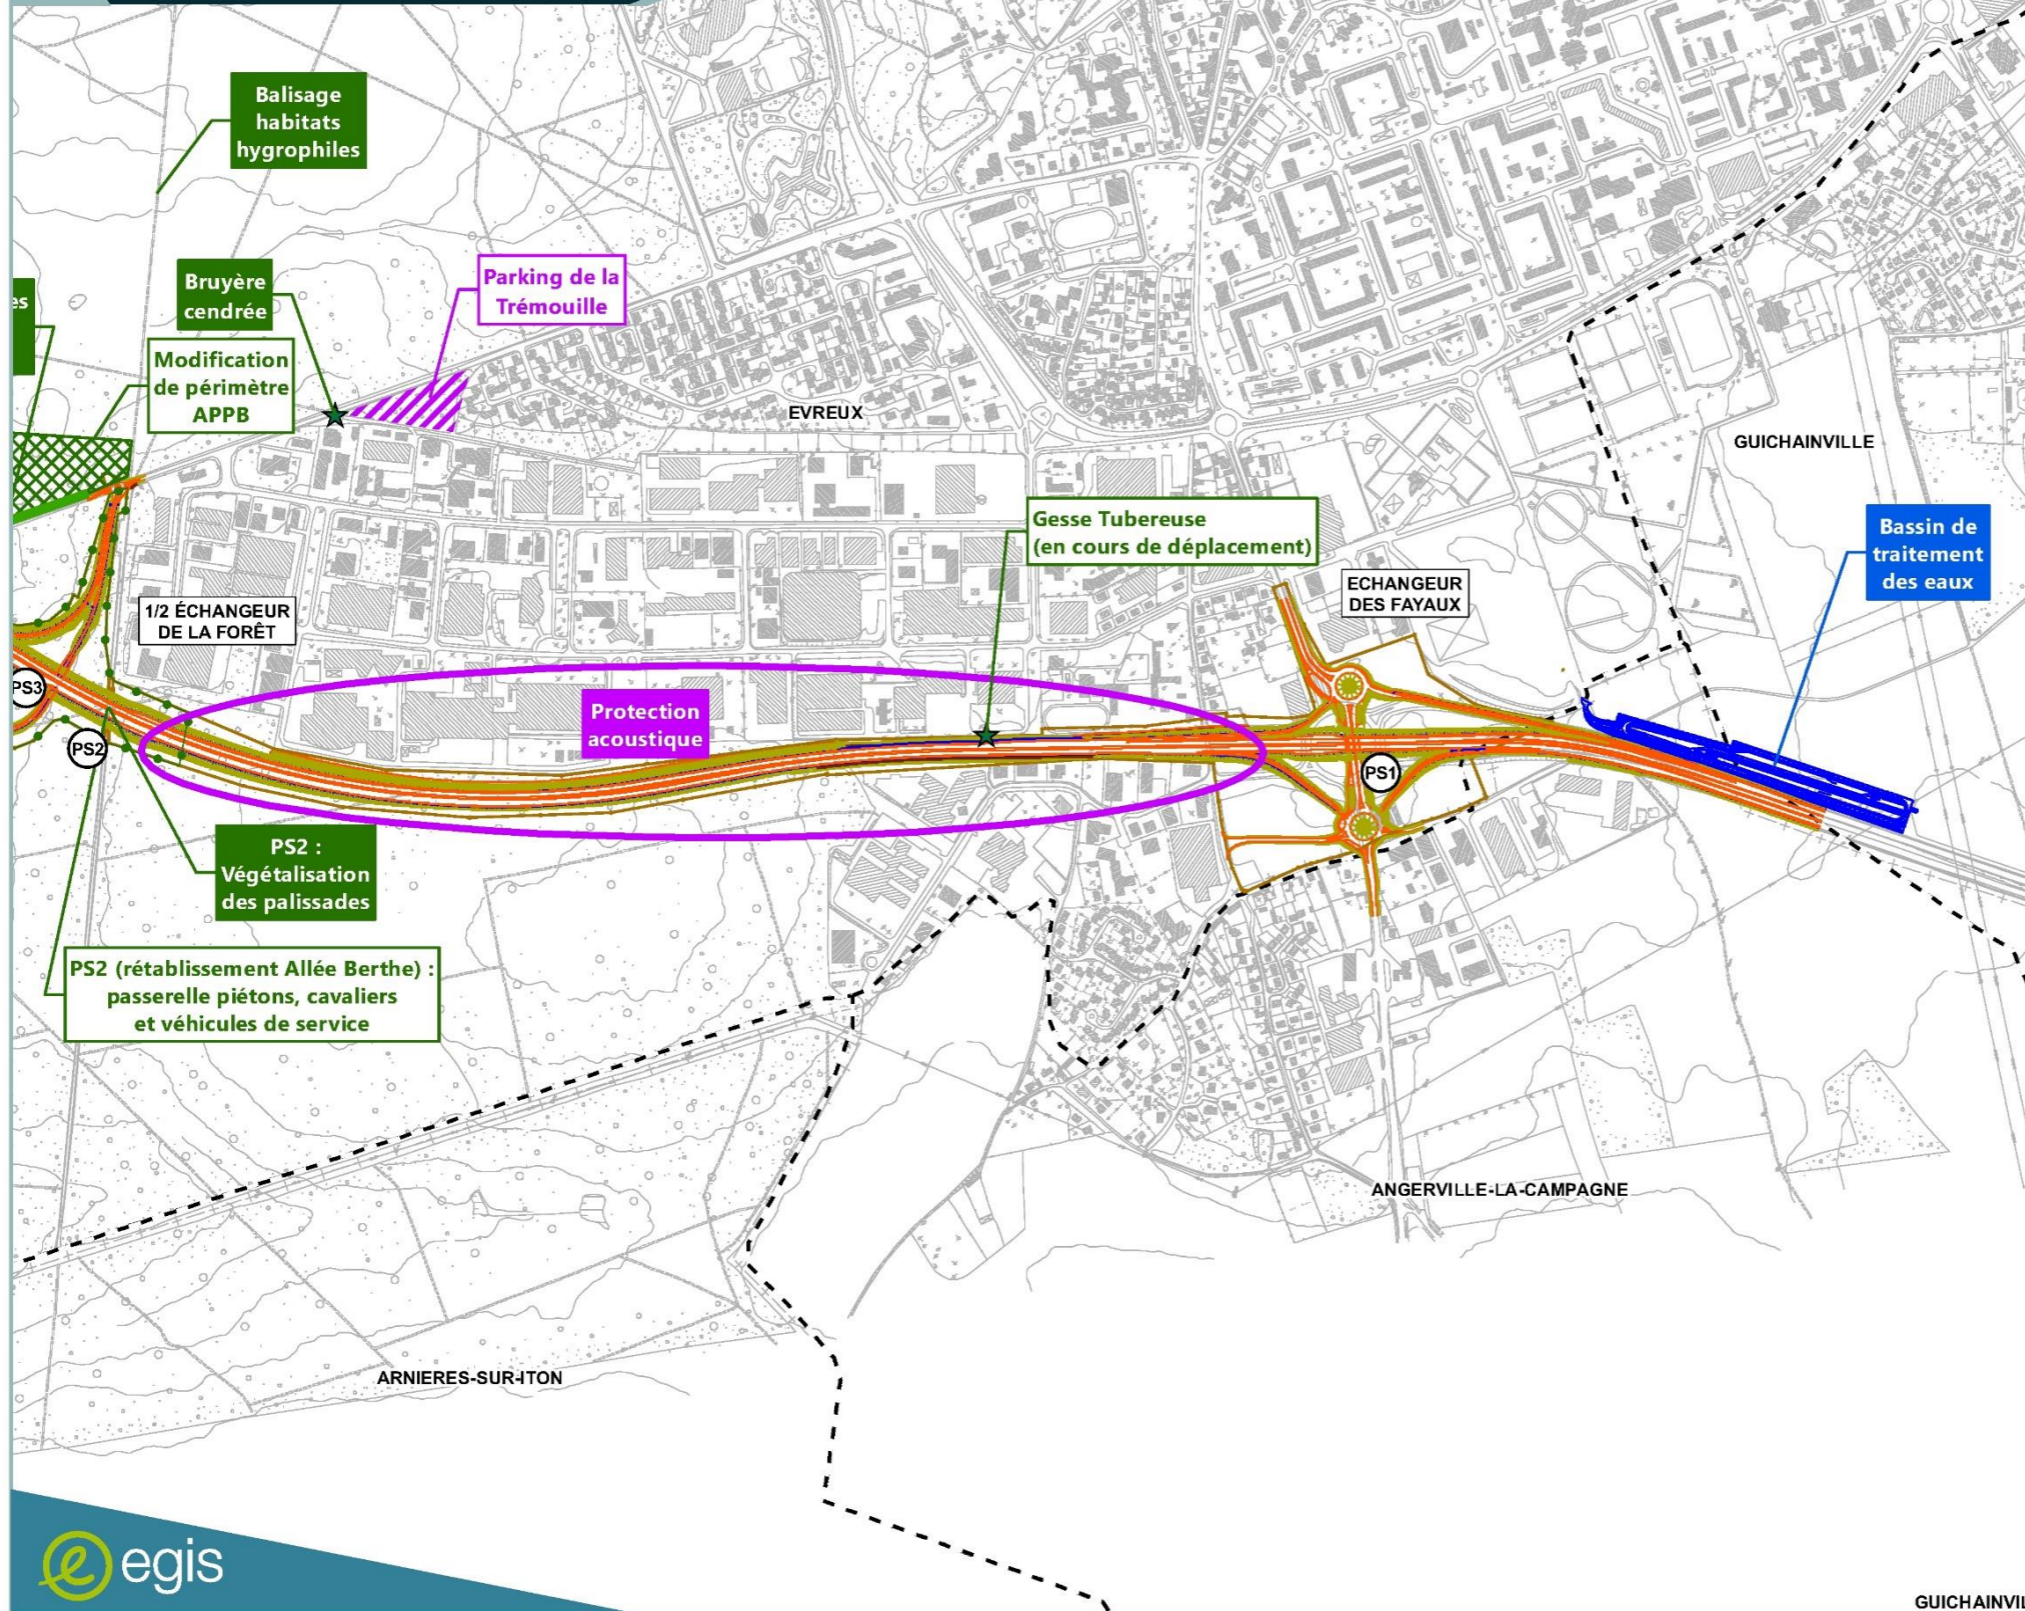 Balisage
habitats
hygrophiles
Bruyère
cendrée
Parking de la
Trémouille
es
Modification
de périmètre
APPB
EVREUX
GUICHAINVILLE
Gesse Tubereuse
(en cours de déplacement)
Bassin de
traitement
des eaux
ECHANGEUR
DES FAYAUX
1/2 ÉCHANGEUR
DE LA FORÊT
PS3
Protection
acoustique
PS2
PS1
PS2 :
Végétalisation
des palissades
PS2 (rétablissement Allée Berthe) :
passerelle piétons, cavaliers
et véhicules de service
ANGERVILLE-LA-CAMPAGNE
ARNIERES-SUR-ITON
egis
GUICHAINVIL